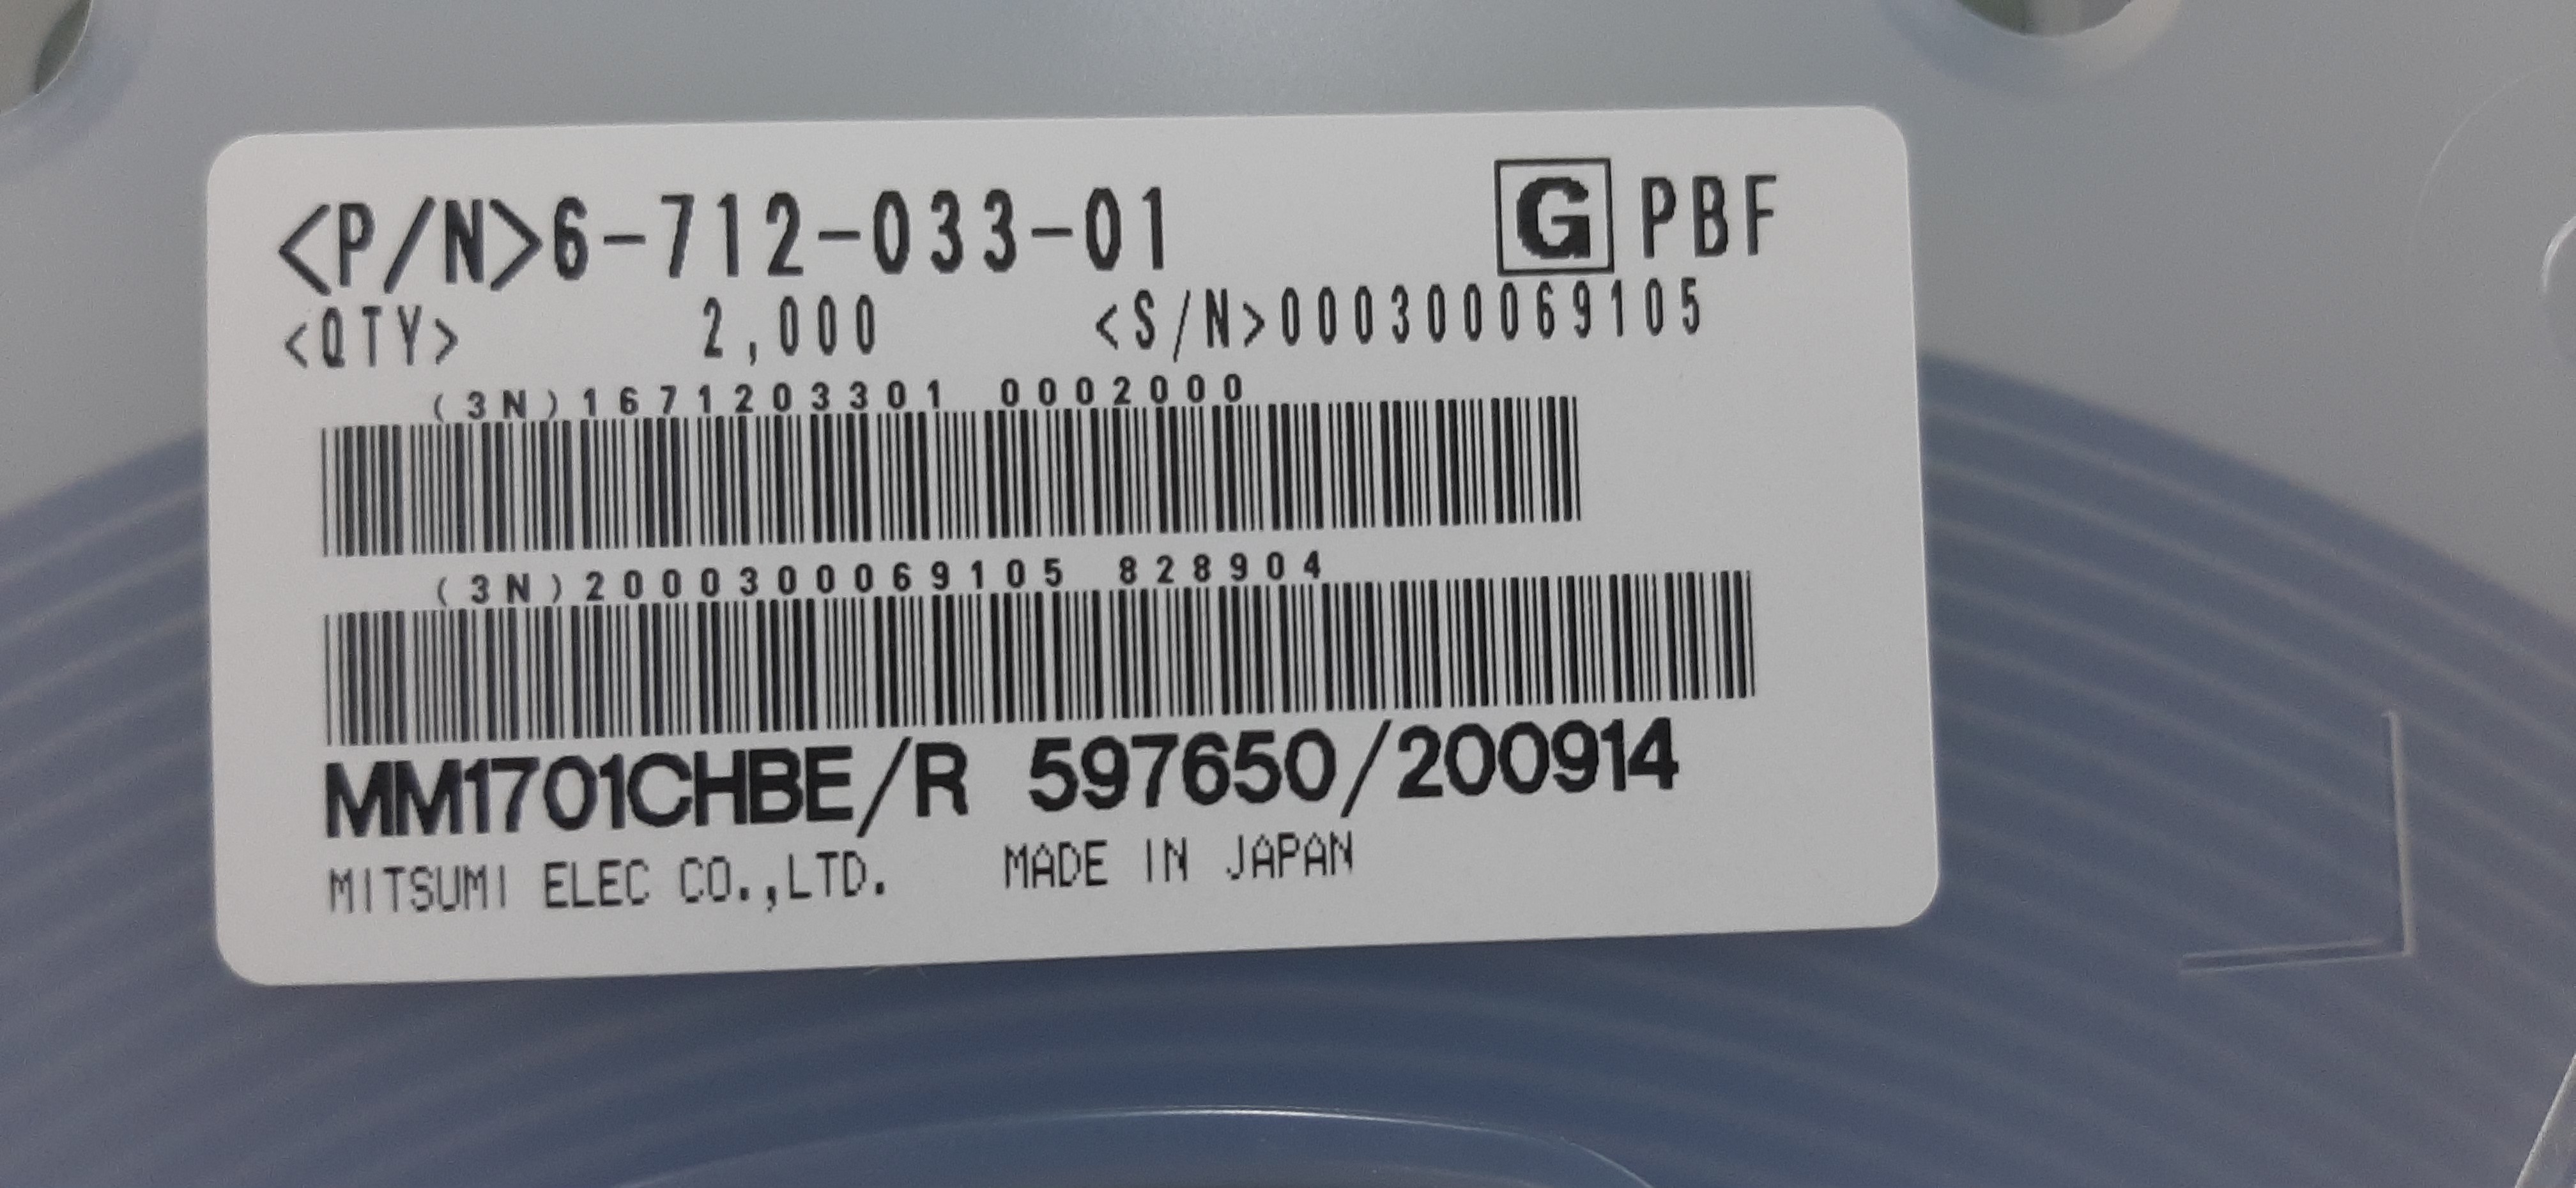 <P/N>6-712-033-01 G PBF
<QTY> 2,000 <S/N>000300069105
(3N)1671203301 0002000
(3N)2000300069105 828904
MM1701CHBE/R 597650/200914
MITSUMI ELEC CO.,LTD. MADE IN JAPAN